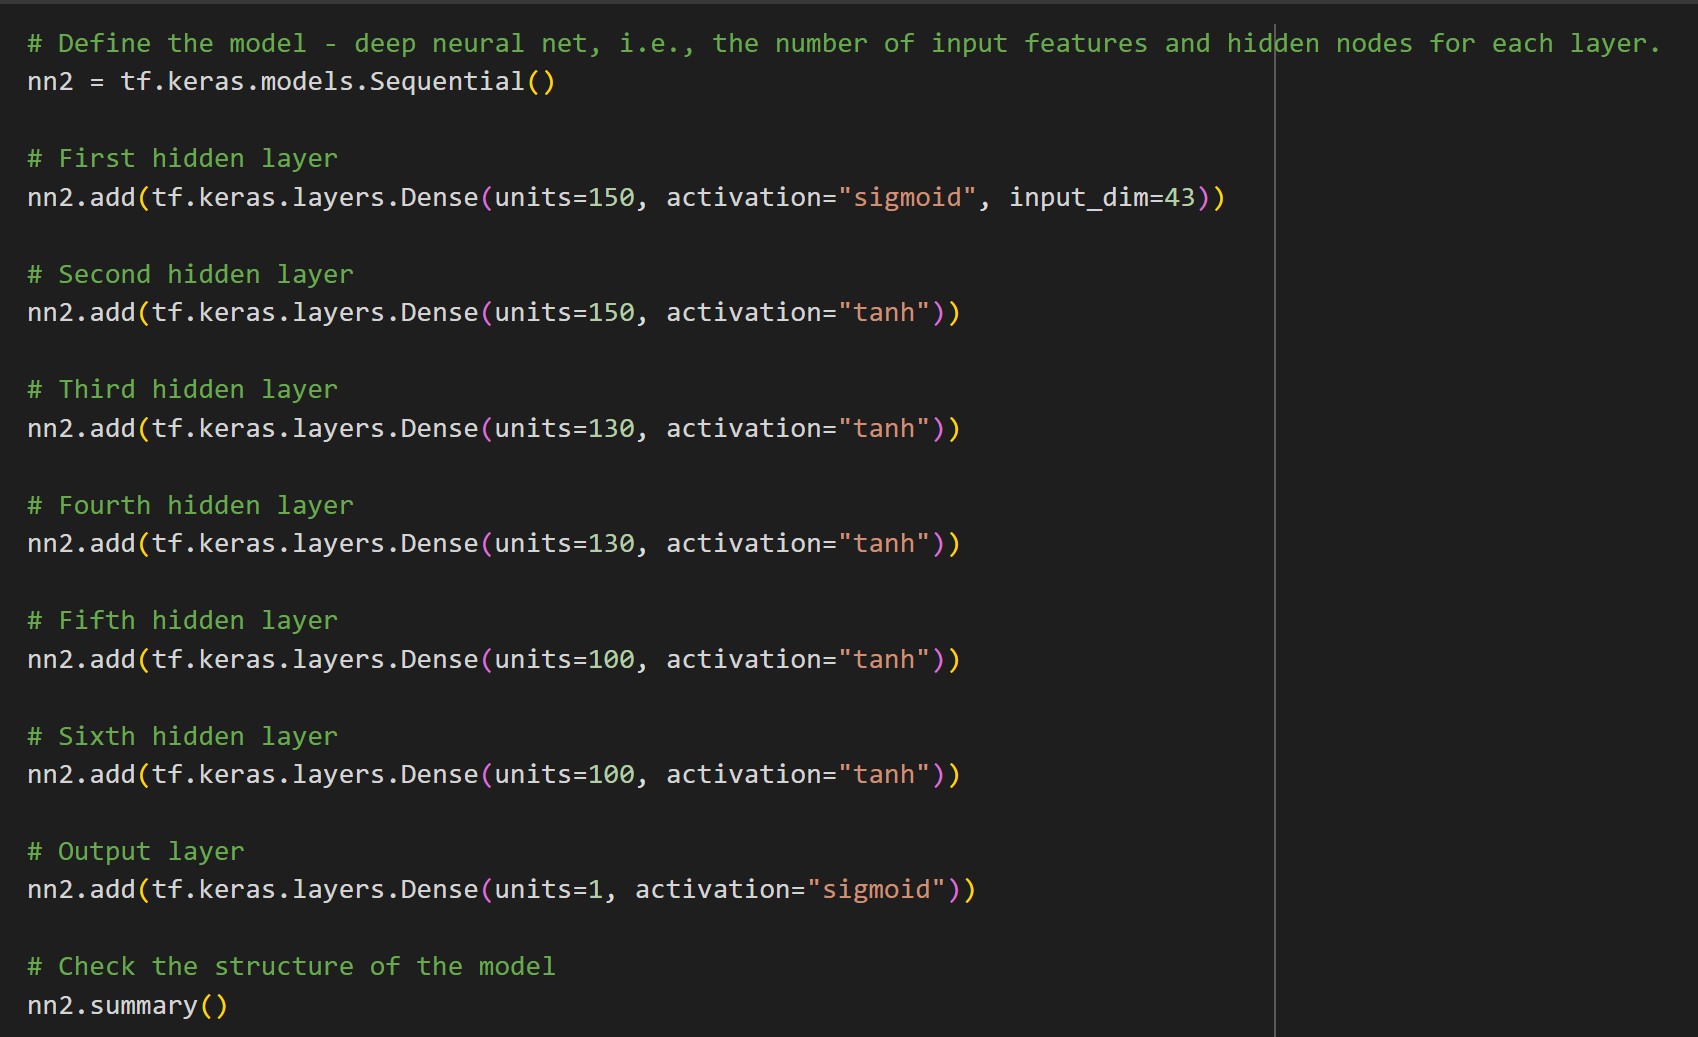 # Define the model - deep neural net, i.e., the number of input features and hidden nodes for each layer.
nn2 = tf.keras.models.Sequential()
# First hidden layer
nn2.add(tf.keras.layers.Dense(units=150, activation="sigmoid", input_dim=43))
# Second hidden layer
nn2.add(tf.keras.layers.Dense(units=150, activation="tanh"))
# Third hidden layer
nn2.add(tf.keras.layers.Dense(units=130, activation="tanh"))
# Fourth hidden layer
nn2.add(tf.keras.layers.Dense(units=130, activation="tanh"))
# Fifth hidden layer
nn2.add(tf.keras.layers.Dense(units=100, activation="tanh"))
# Sixth hidden layer
nn2.add(tf.keras.layers.Dense(units=100, activation="tanh"))
# Output layer
nn2.add(tf.keras.layers.Dense(units=1, activation="sigmoid"))
# Check the structure of the model
nn2.summary()